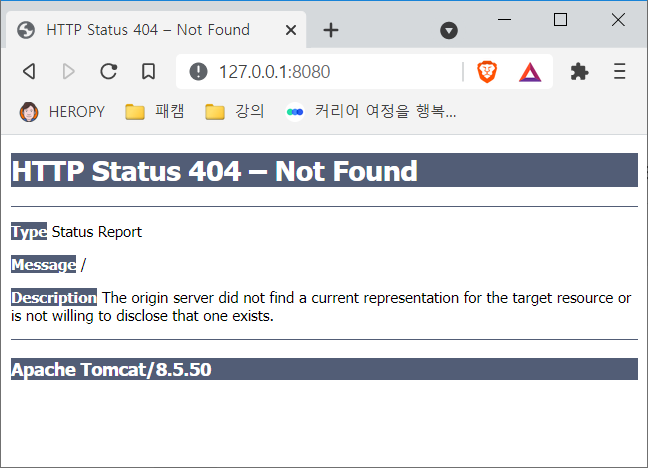 HTTP Status 404 – Not Found
127.0.0.1:8080
HEROPY 패캠 강의 커리어 여정을 행복...
HTTP Status 404 – Not Found
Type Status Report
Message /
Description The origin server did not find a current representation for the target resource or
is not willing to disclose that one exists.
Apache Tomcat/8.5.50